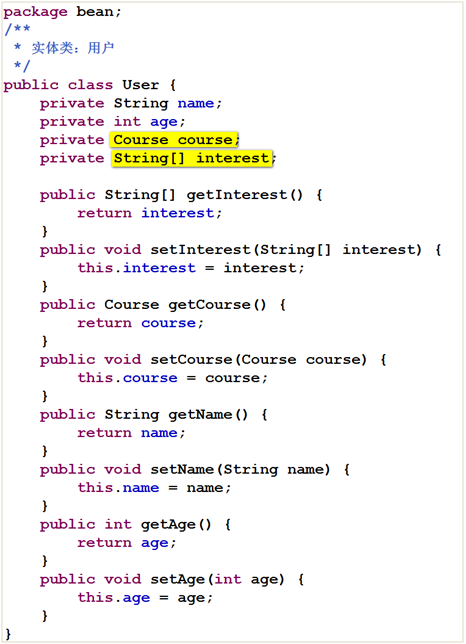 package bean;
/**
 * 实体类：用户
 */
public class User {
    private String name;
    private int age;
    private Course course;
    private String[] interest;

    public String[] getInterest() {
        return interest;
    }
    public void setInterest(String[] interest) {
        this.interest = interest;
    }
    public Course getCourse() {
        return course;
    }
    public void setCourse(Course course) {
        this.course = course;
    }
    public String getName() {
        return name;
    }
    public void setName(String name) {
        this.name = name;
    }
    public int getAge() {
        return age;
    }
    public void setAge(int age) {
        this.age = age;
    }
}